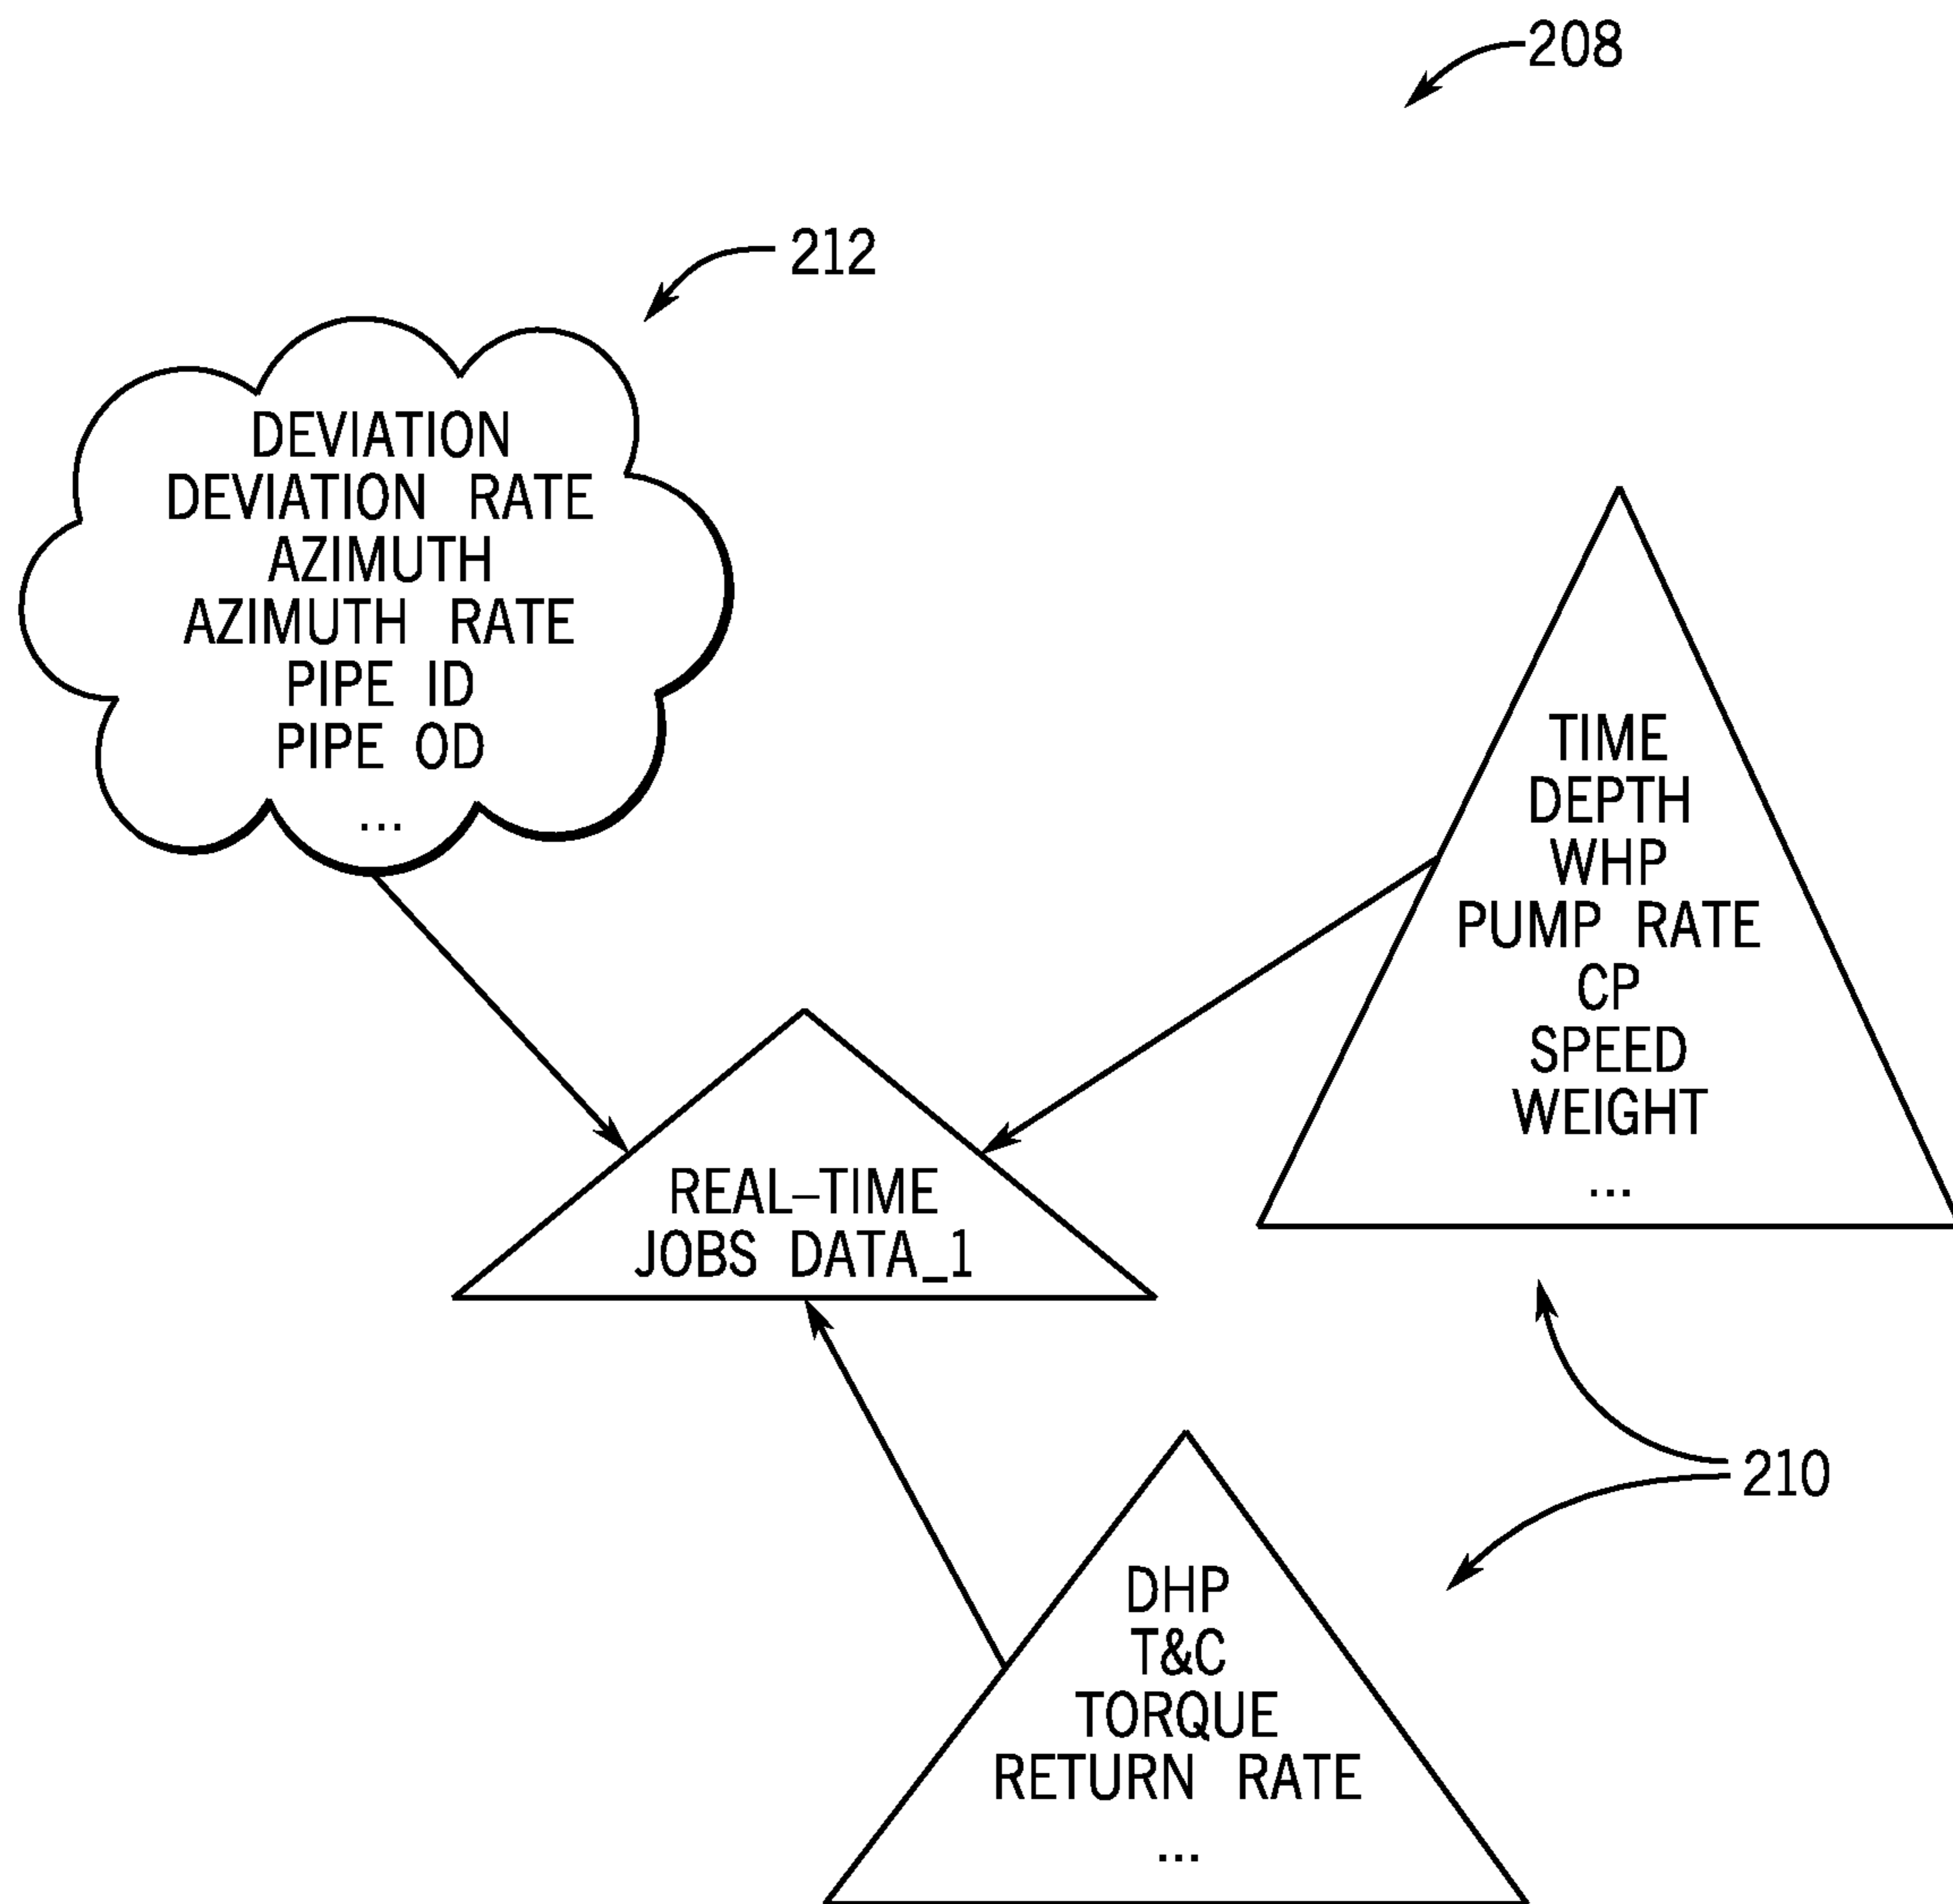 208
212
DEVIATION
DEVIATION RATE
AZIMUTH
AZIMUTH RATE
PIPE ID
PIPE OD
...
TIME
DEPTH
WHP
PUMP RATE
CP
SPEED
WEIGHT
...
REAL-TIME
JOBS DATA_1
210
DHP
T&C
TORQUE
RETURN RATE
...